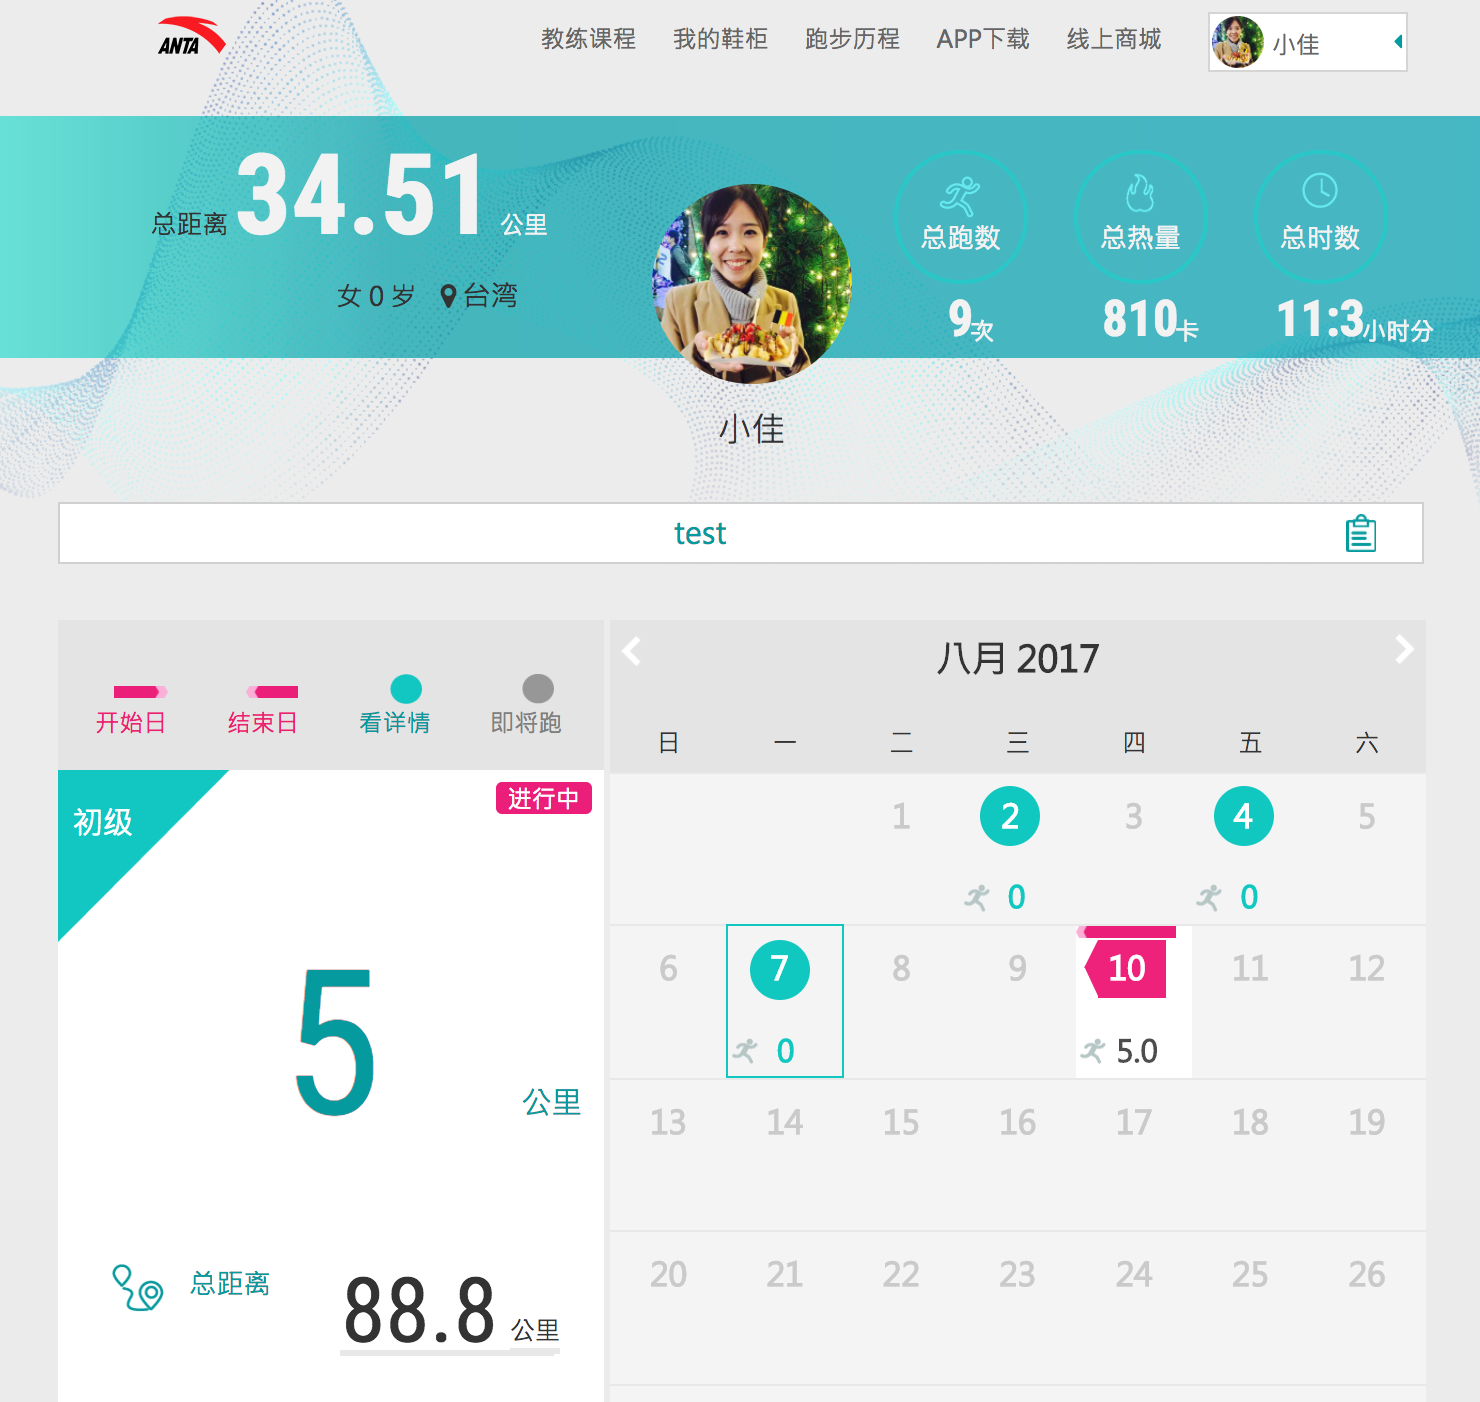 ANTA 教练课程 我的鞋柜 跑步历程 APP下载 线上商城 小佳
总距离 34.51 公里
女 0 岁 台湾
总跑数 总热量 总时数
9次 810卡 11:3小时分
小佳
test
开始日 结束日 看详情 即将跑
初级 进行中
5 公里
总距离 88.8 公里
八月 2017
日 一 二 三 四 五 六
1 2 3 4 5
0 0
6 7 8 9 10 11 12
0 5.0
13 14 15 16 17 18 19
20 21 22 23 24 25 26